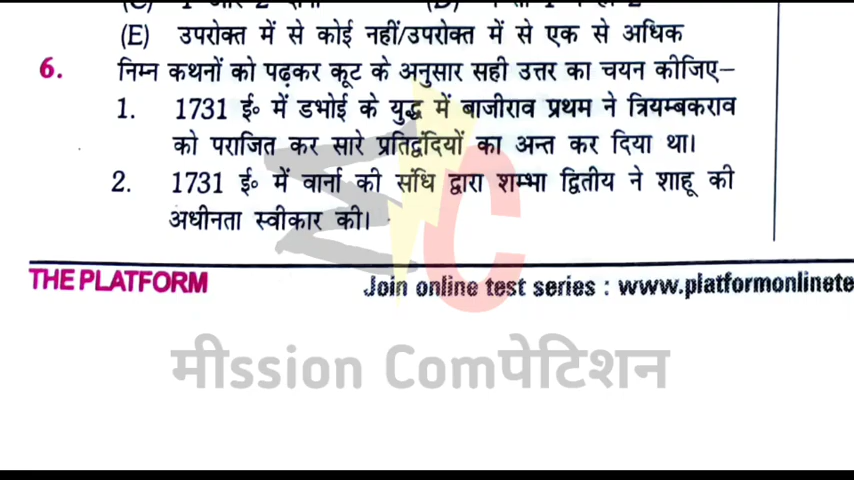 (E) उपरोक्त में से कोई नहीं/उपरोक्त में से एक से अधिक
6. निम्न कथनों को पढ़कर कूट के अनुसार सही उत्तर का चयन कीजिए–
1. 1731 ई॰ में डभोई के युद्ध में बाजीराव प्रथम ने त्रियम्बकराव
को पराजित कर सारे प्रतिद्वंदियों का अन्त कर दिया था।
2. 1731 ई॰ में वार्ना की संधि द्वारा शम्भा द्वितीय ने शाहू की
अधीनता स्वीकार की।
THE PLATFORM
Join online test series : www.platformonlinete
मीssion Comपेटिशन